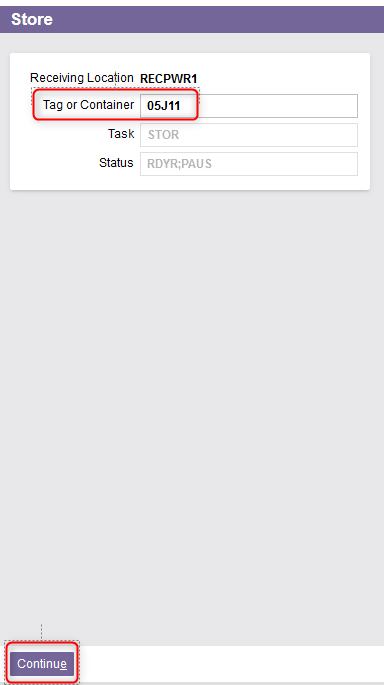 Store
Receiving Location RECPWR1
Tag or Container 05J11
Task STOR
Status RDYR;PAUS
Continue